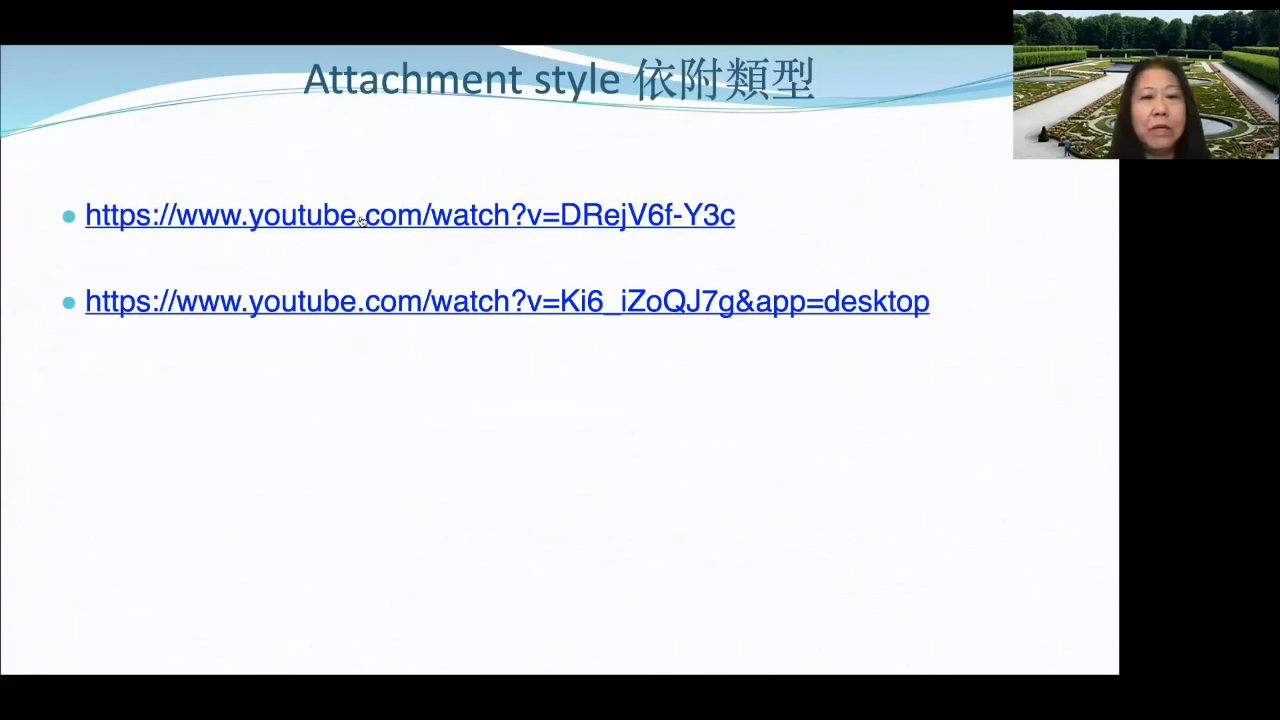 Attachment style 依附類型
https://www.youtube.com/watch?v=DRejV6f-Y3c
https://www.youtube.com/watch?v=Ki6_iZoQJ7g&app=desktop